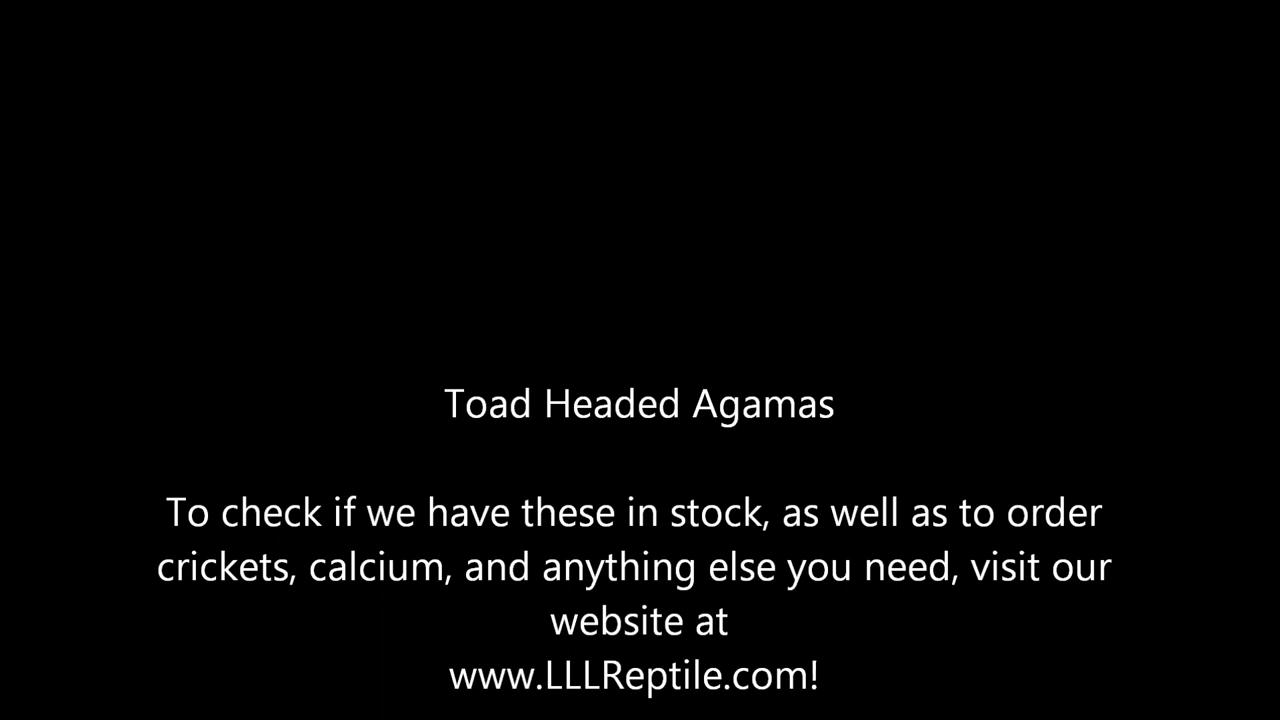 Toad Headed Agamas
To check if we have these in stock, as well as to order
crickets, calcium, and anything else you need, visit our
website at
www.LLLReptile.com!